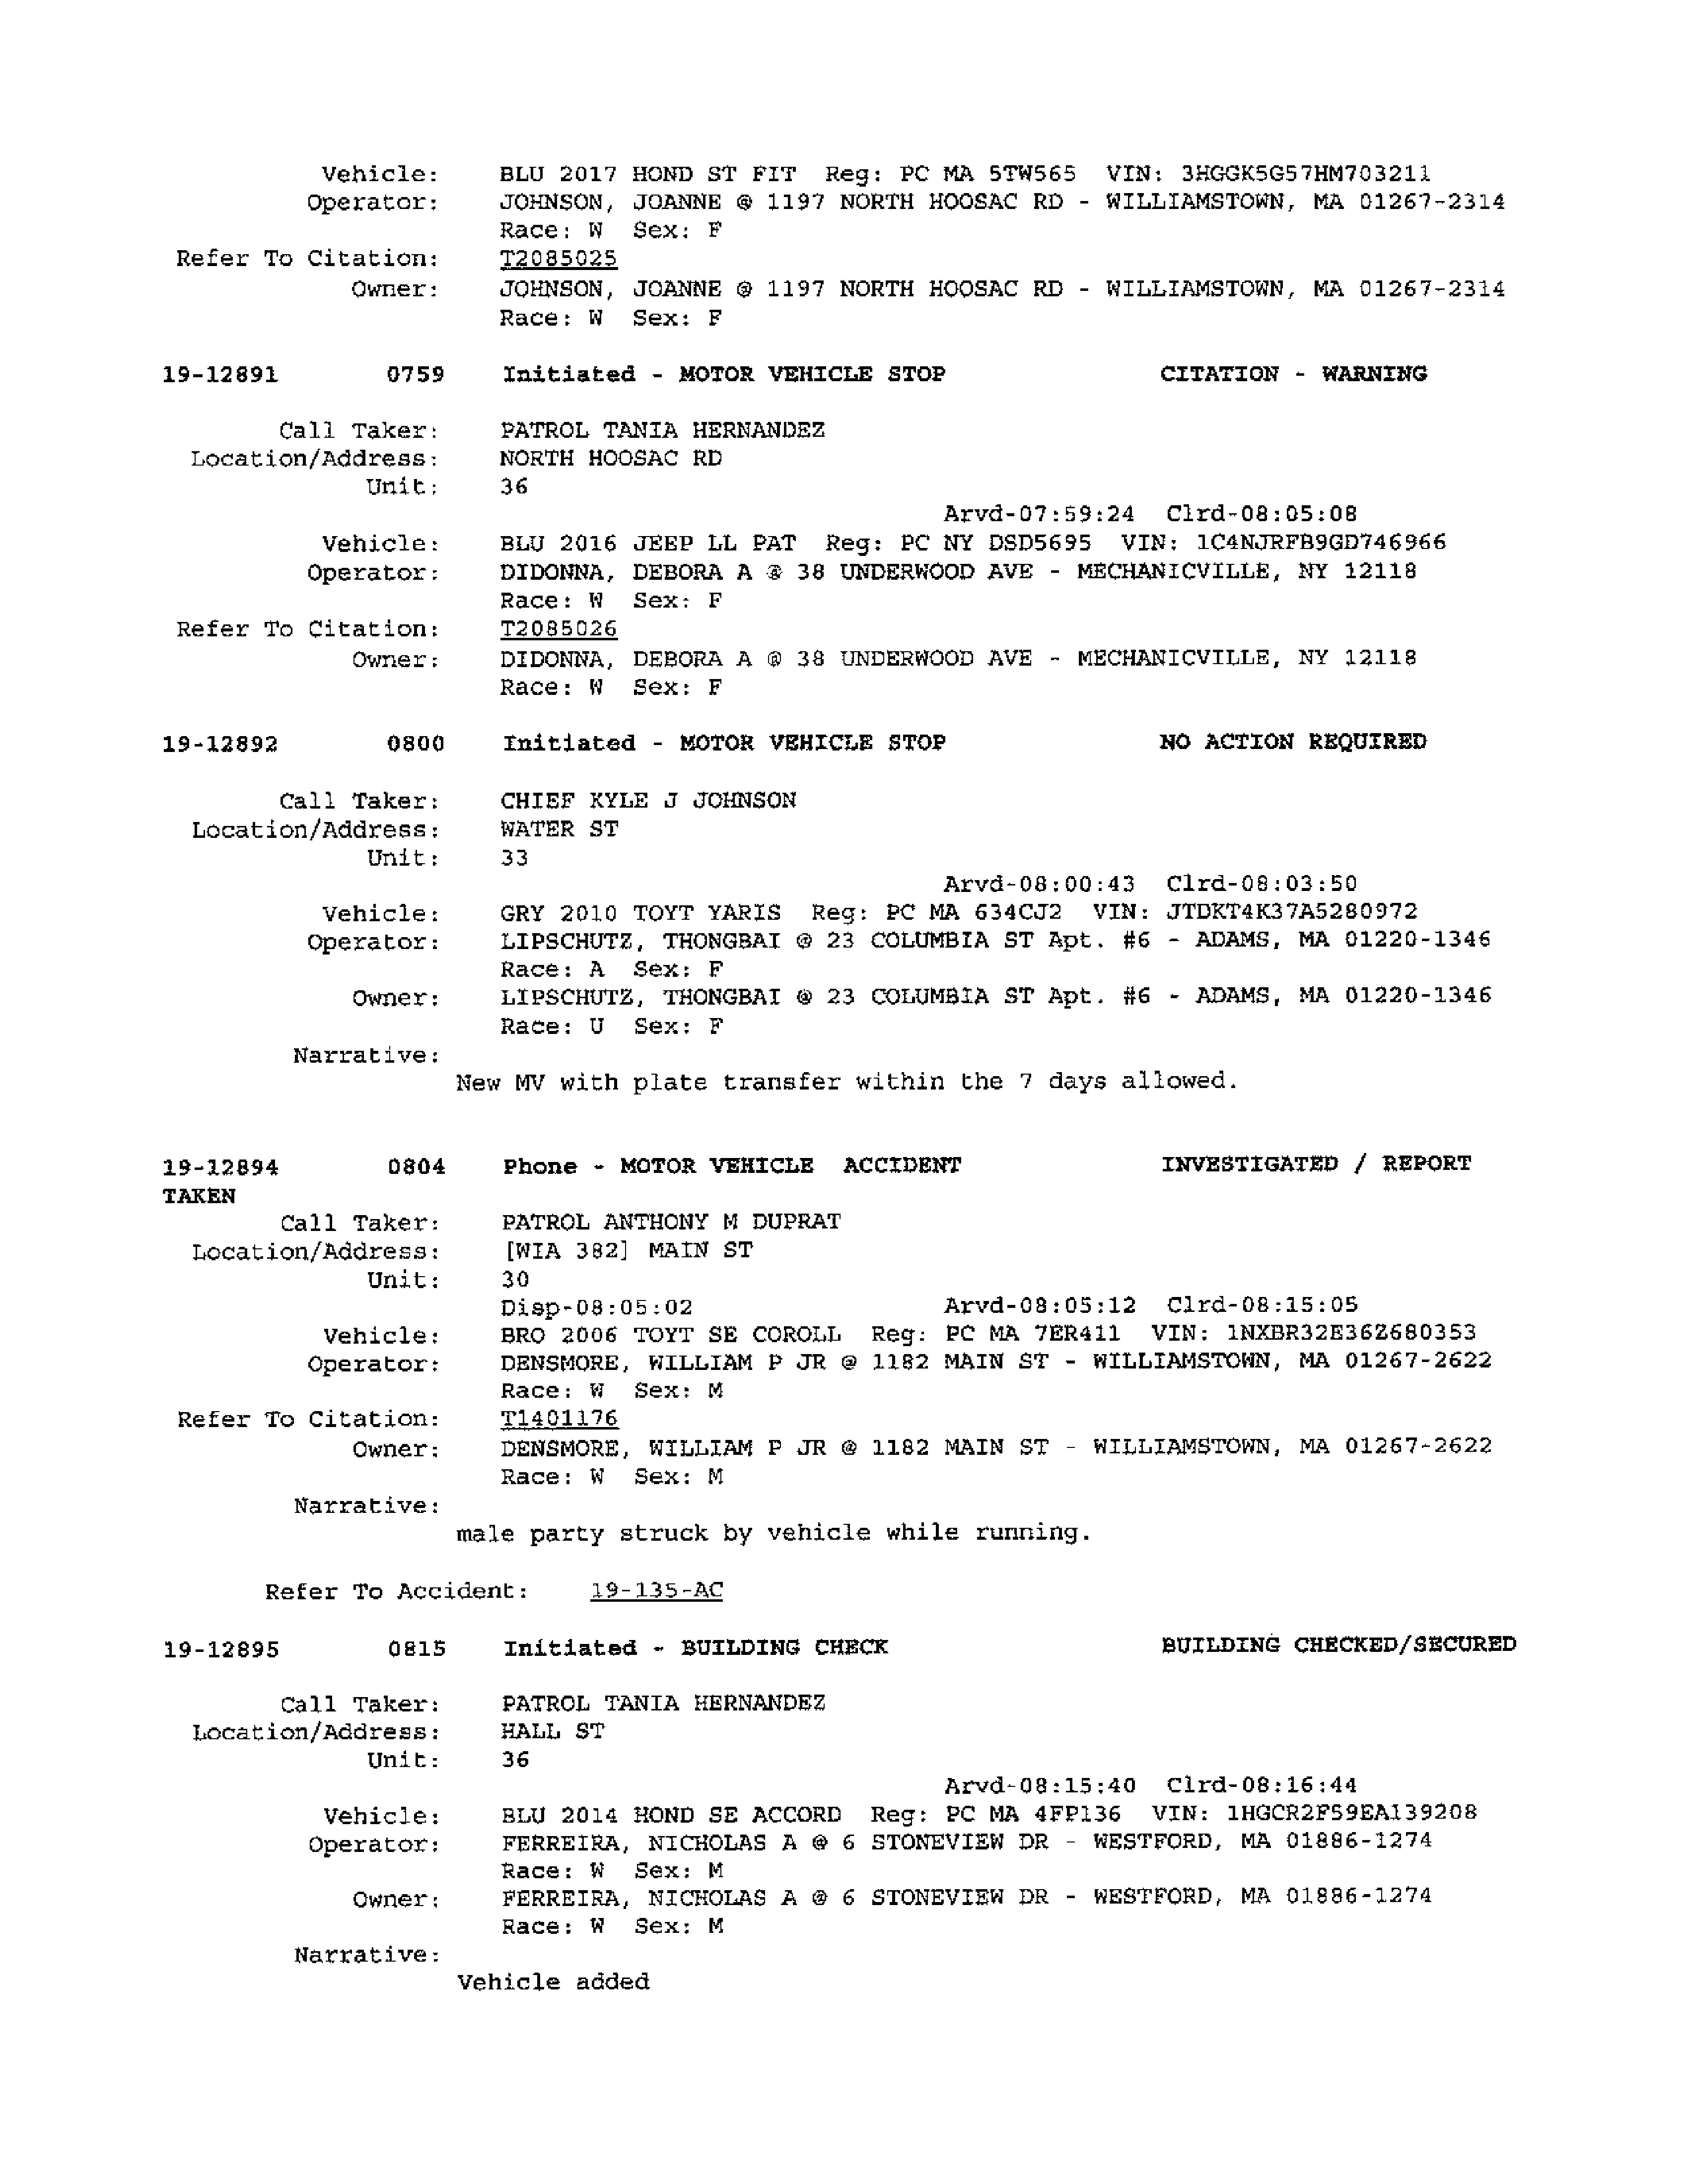 Vehicle: BLU 2017 HOND ST FIT Reg: PC MA 5TW565 VIN: 3HGGK5G57HM703211
Operator: JOHNSON, JOANNE @ 1197 NORTH HOOSAC RD - WILLIAMSTOWN, MA 01267-2314
Race: W Sex: F
Refer To Citation: T2085025
Owner: JOHNSON, JOANNE @ 1197 NORTH HOOSAC RD - WILLIAMSTOWN, MA 01267-2314
Race: W Sex: F
19-12891 0759 Initiated - MOTOR VEHICLE STOP CITATION - WARNING
Call Taker: PATROL TANIA HERNANDEZ
Location/Address: NORTH HOOSAC RD
Unit: 36
Arvd-07:59:24 Clrd-08:05:08
Vehicle: BLU 2016 JEEP LL PAT Reg: PC NY DSD5695 VIN: 1C4NJRFB9GD746966
Operator: DIDONNA, DEBORA A @ 38 UNDERWOOD AVE - MECHANICVILLE, NY 12118
Race: W Sex: F
Refer To Citation: T2085026
Owner: DIDONNA, DEBORA A @ 38 UNDERWOOD AVE - MECHANICVILLE, NY 12118
Race: W Sex: F
19-12892 0800 Initiated - MOTOR VEHICLE STOP NO ACTION REQUIRED
Call Taker: CHIEF KYLE J JOHNSON
Location/Address: WATER ST
Unit: 33
Arvd-08:00:43 Clrd-08:03:50
Vehicle: GRY 2010 TOYT YARIS Reg: PC MA 634CJ2 VIN: JTDKT4K37A5280972
Operator: LIPSCHUTZ, THONGBAI @ 23 COLUMBIA ST Apt. #6 - ADAMS, MA 01220-1346
Race: A Sex: F
Owner: LIPSCHUTZ, THONGBAI @ 23 COLUMBIA ST Apt. #6 - ADAMS, MA 01220-1346
Race: U Sex: F
Narrative:
New MV with plate transfer within the 7 days allowed.
19-12894 0804 Phone - MOTOR VEHICLE ACCIDENT INVESTIGATED / REPORT
TAKEN
Call Taker: PATROL ANTHONY M DUPRAT
Location/Address: [WIA 382] MAIN ST
Unit: 30
Disp-08:05:02 Arvd-08:05:12 Clrd-08:15:05
Vehicle: BRO 2006 TOYT SE COROLL Reg: PC MA 7ER411 VIN: 1NXBR32E36Z680353
Operator: DENSMORE, WILLIAM P JR @ 1182 MAIN ST - WILLIAMSTOWN, MA 01267-2622
Race: W Sex: M
Refer To Citation: T1401176
Owner: DENSMORE, WILLIAM P JR @ 1182 MAIN ST - WILLIAMSTOWN, MA 01267-2622
Race: W Sex: M
Narrative:
male party struck by vehicle while running.
Refer To Accident: 19-135-AC
19-12895 0815 Initiated - BUILDING CHECK BUILDING CHECKED/SECURED
Call Taker: PATROL TANIA HERNANDEZ
Location/Address: HALL ST
Unit: 36
Arvd-08:15:40 Clrd-08:16:44
Vehicle: BLU 2014 HOND SE ACCORD Reg: PC MA 4FP136 VIN: 1HGCR2F59EA139208
Operator: FERREIRA, NICHOLAS A @ 6 STONEVIEW DR - WESTFORD, MA 01886-1274
Race: W Sex: M
Owner: FERREIRA, NICHOLAS A @ 6 STONEVIEW DR - WESTFORD, MA 01886-1274
Race: W Sex: M
Narrative:
Vehicle added